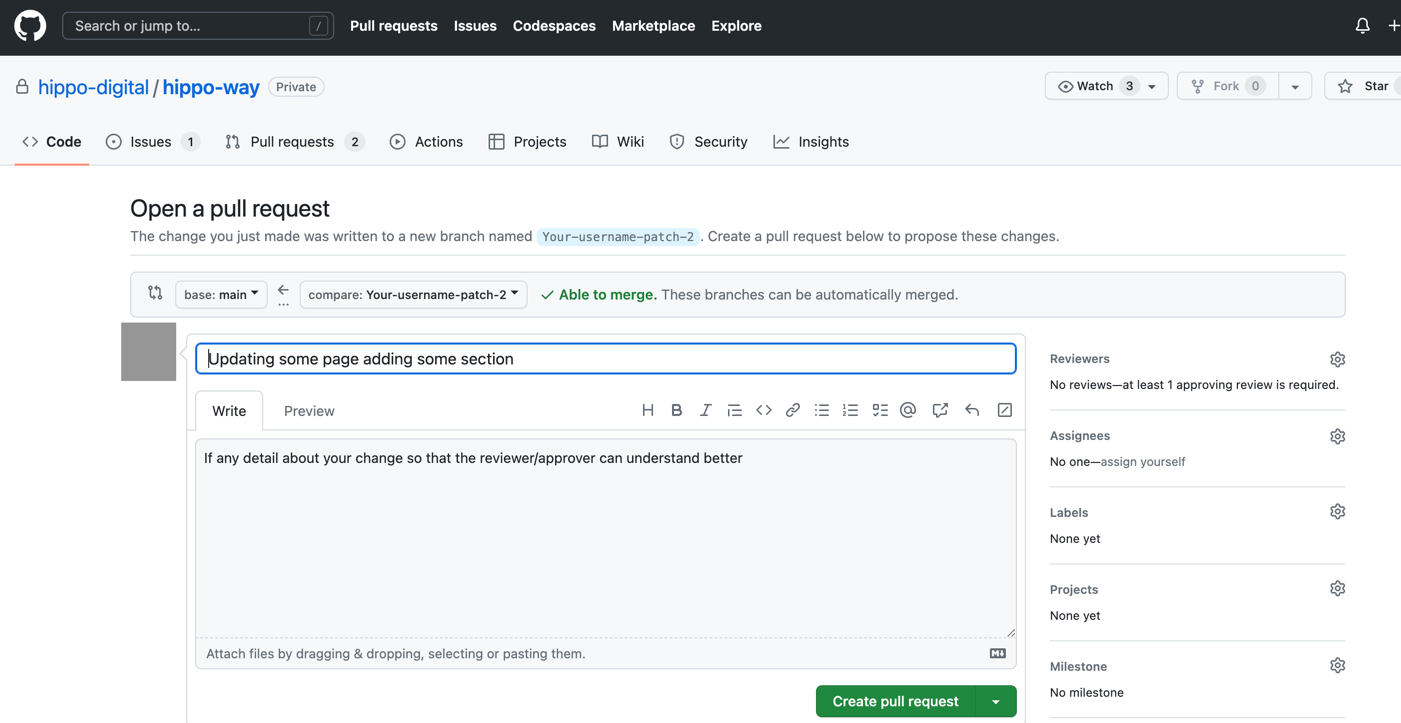 Search or jump to... /
Pull requests Issues Codespaces Marketplace Explore
hippo-digital / hippo-way Private
Watch 3 Fork 0 Star
Code Issues 1 Pull requests 2 Actions Projects Wiki Security Insights
Open a pull request
The change you just made was written to a new branch named Your-username-patch-2. Create a pull request below to propose these changes.
base: main compare: Your-username-patch-2 Able to merge. These branches can be automatically merged.
Updating some page adding some section
Write Preview
If any detail about your change so that the reviewer/approver can understand better
Attach files by dragging & dropping, selecting or pasting them.
Create pull request
Reviewers
No reviews—at least 1 approving review is required.
Assignees
No one—assign yourself
Labels
None yet
Projects
None yet
Milestone
No milestone